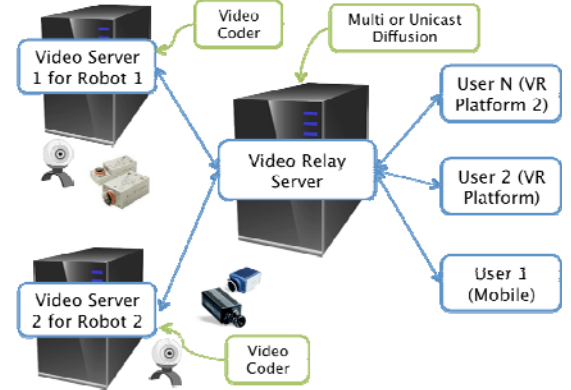 Video
Coder
Multi or Unicast
Diffusion
Video Server
1 for Robot 1
User N (VR
Platform 2)
Video Relay
Server
User 2 (VR
Platform)
User 1
(Mobile)
Video Server
2 for Robot 2
Video
Coder